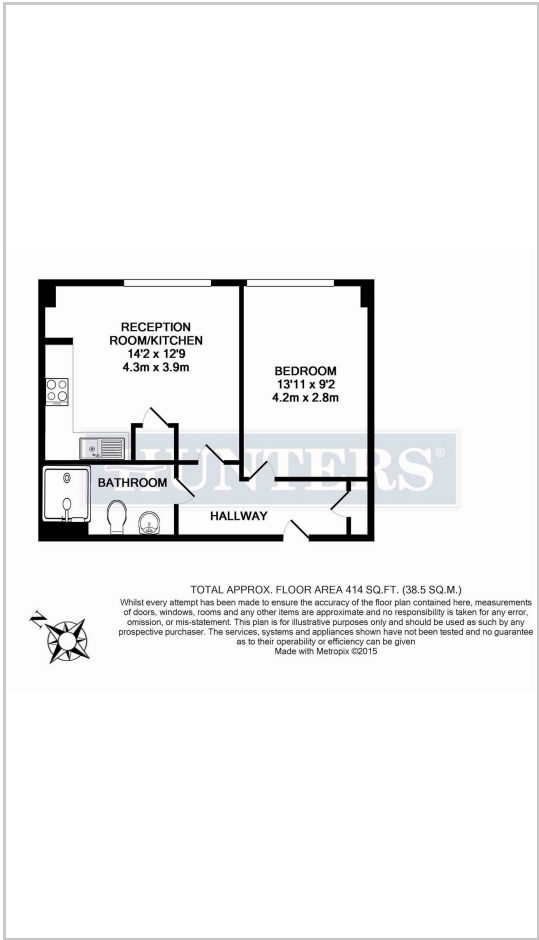 RECEPTION
ROOM/KITCHEN
14'2 x 12'9
4.3m x 3.9m
BEDROOM
13'11 x 9'2
4.2m x 2.8m
HUNTERS®
BATHROOM
HALLWAY
TOTAL APPROX. FLOOR AREA 414 SQ.FT. (38.5 SQ.M.)
Whilst every attempt has been made to ensure the accuracy of the floor plan contained here, measurements
of doors, windows, rooms and any other items are approximate and no responsibility is taken for any error,
omission, or mis-statement. This plan is for illustrative purposes only and should be used as such by any
prospective purchaser. The services, systems and appliances shown have not been tested and no guarantee
as to their operability or efficiency can be given
Made with Metropix ©2015
N